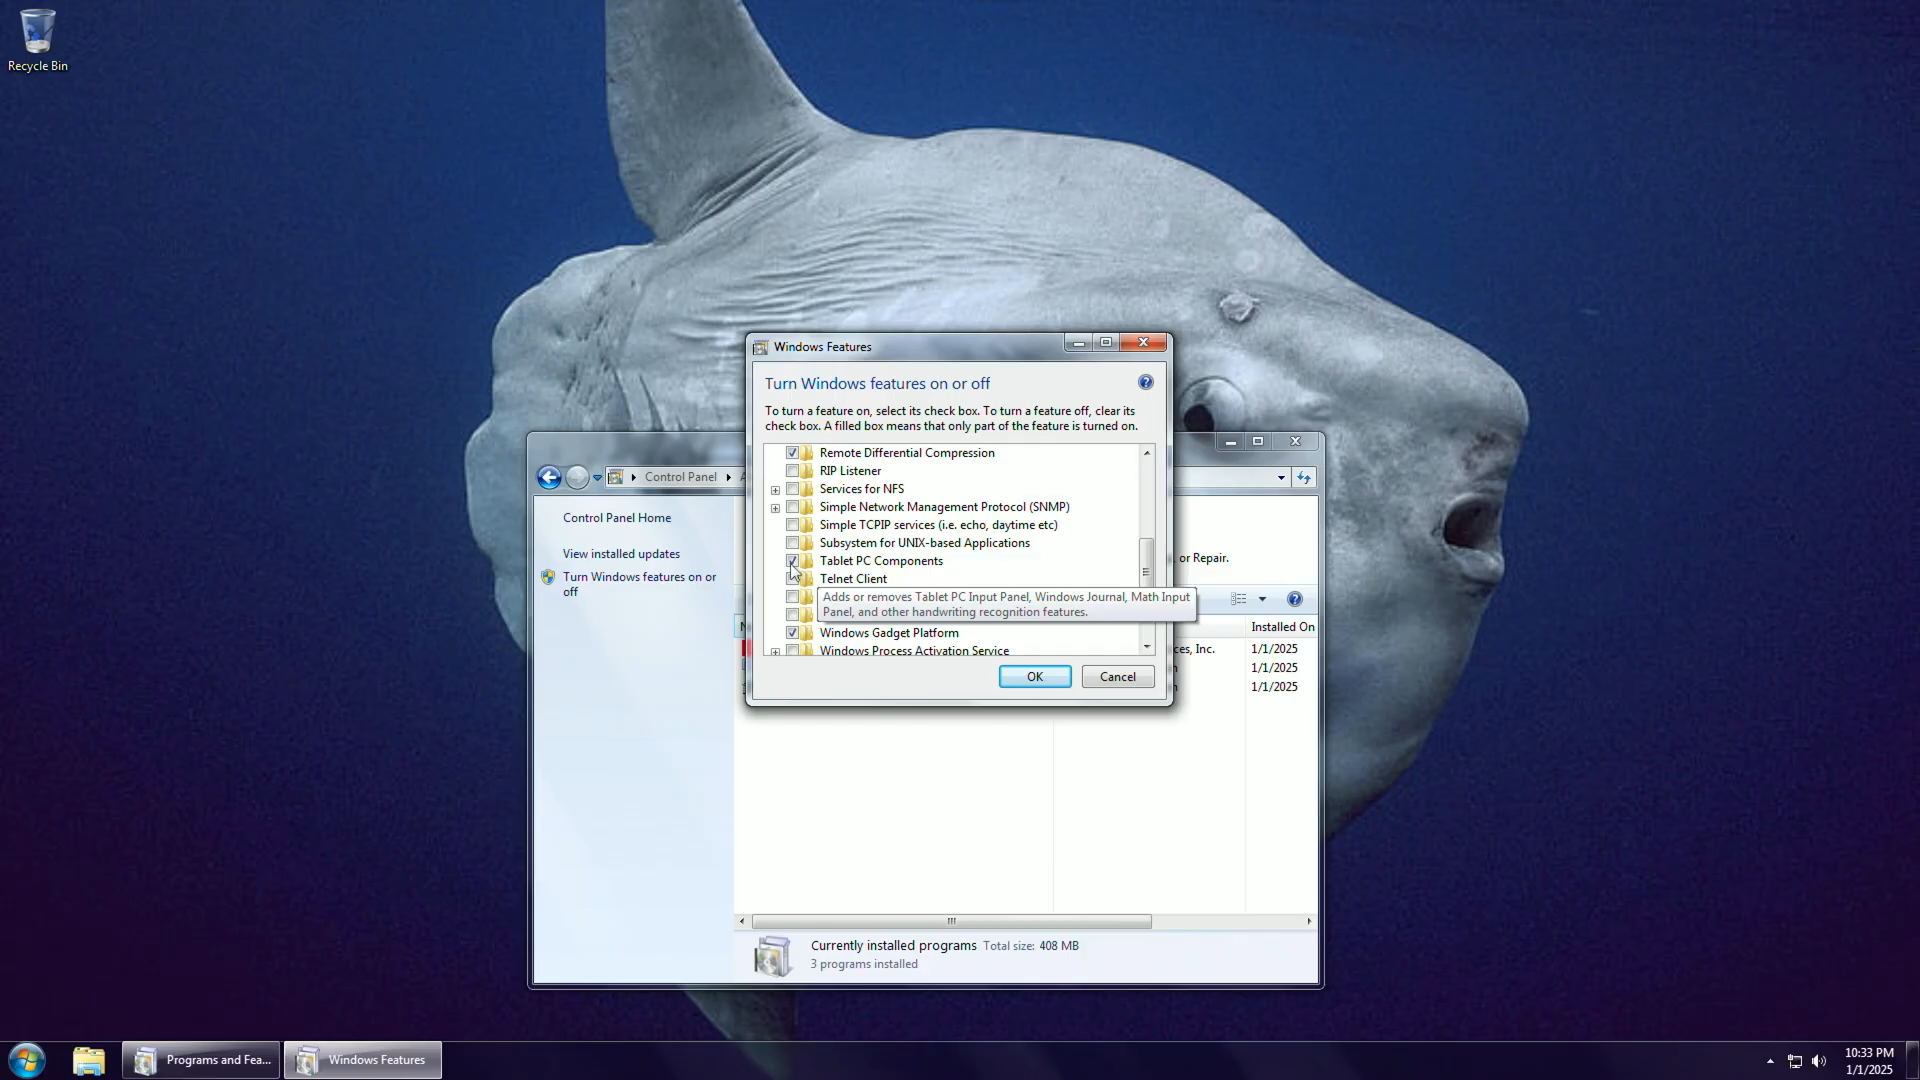 Recycle Bin
Windows Features
Turn Windows features on or off
To turn a feature on, select its check box. To turn a feature off, clear its
check box. A filled box means that only part of the feature is turned on.
Remote Differential Compression
RIP Listener
Services for NFS
Simple Network Management Protocol (SNMP)
Simple TCPIP services (i.e. echo, daytime etc)
Subsystem for UNIX-based Applications
Tablet PC Components
Telnet Client
Adds or removes Tablet PC Input Panel, Windows Journal, Math Input
Panel, and other handwriting recognition features.
Windows Gadget Platform
Windows Process Activation Service
OK
Cancel
Control Panel
Control Panel Home
View installed updates
Turn Windows features on or
off
or Repair.
Installed On
Inc.
1/1/2025
1/1/2025
1/1/2025
Currently installed programs Total size: 408 MB
3 programs installed
Programs and Fea...
Windows Features
10:33 PM
1/1/2025